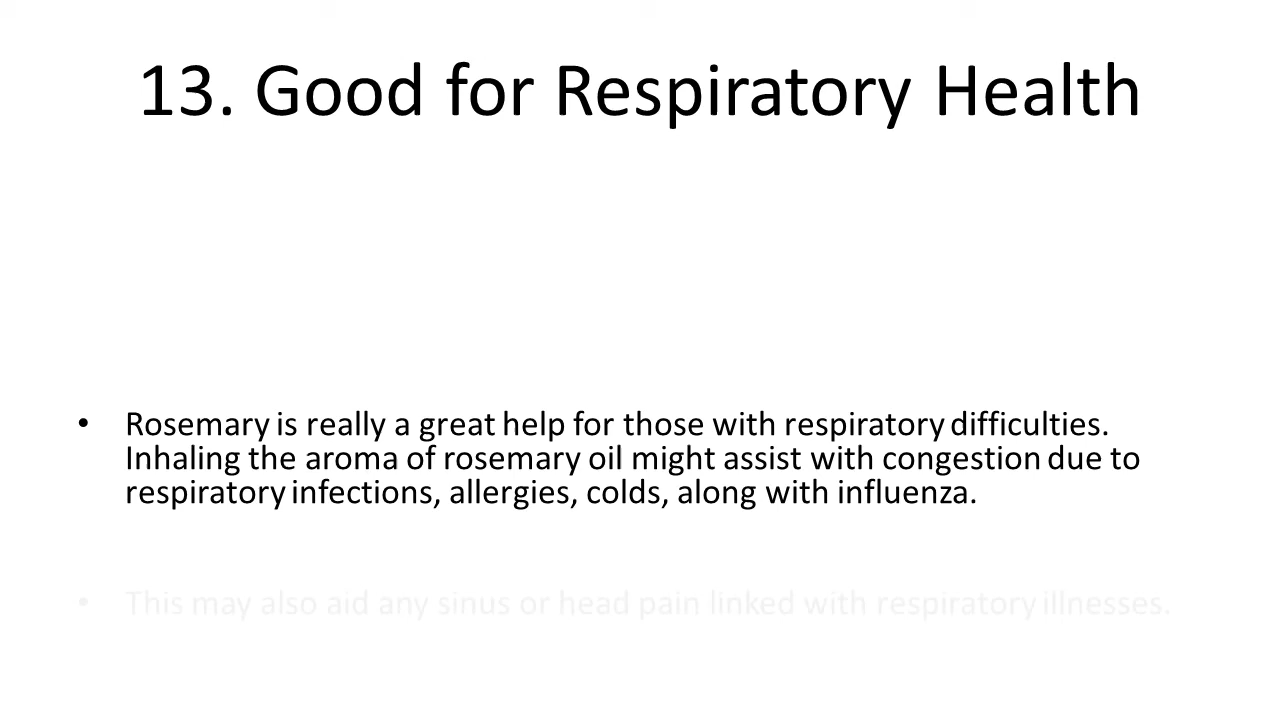 13. Good for Respiratory Health
• Rosemary is really a great help for those with respiratory difficulties.
Inhaling the aroma of rosemary oil might assist with congestion due to
respiratory infections, allergies, colds, along with influenza.
• This may also aid any sinus or head pain linked with respiratory illnesses.